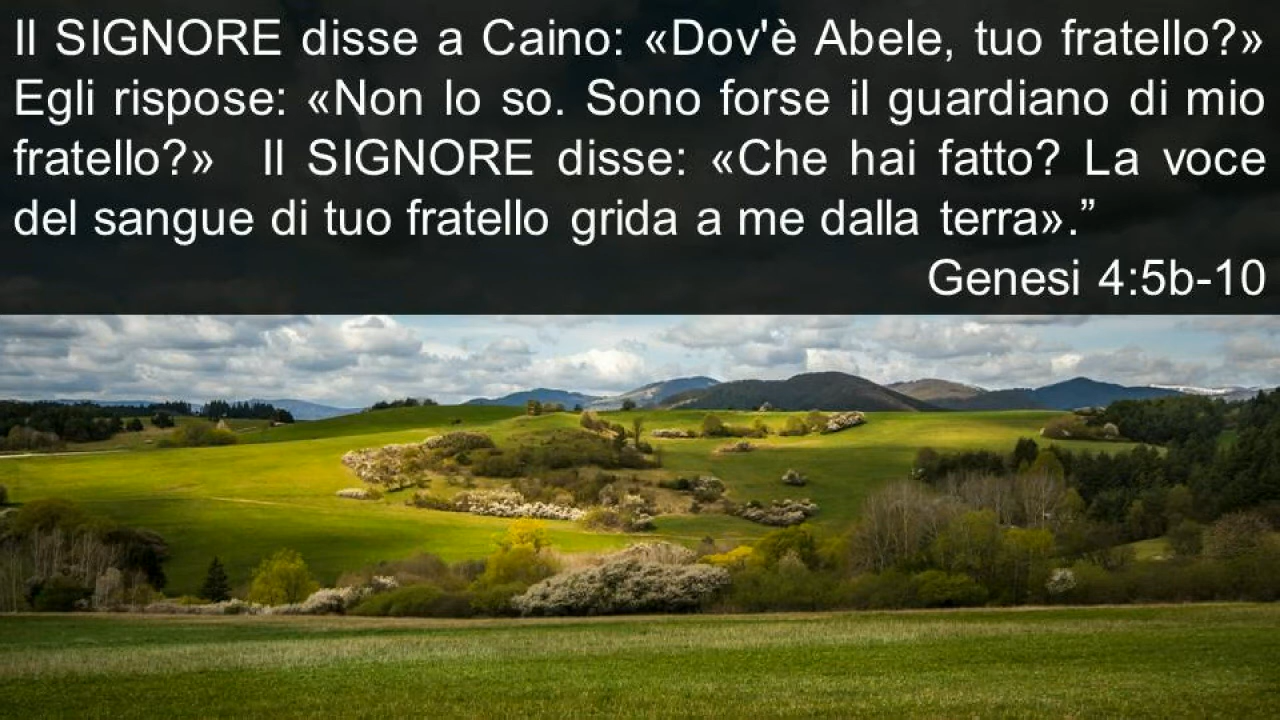 Il SIGNORE disse a Caino: «Dov'è Abele, tuo fratello?»
Egli rispose: «Non lo so. Sono forse il guardiano di mio
fratello?» Il SIGNORE disse: «Che hai fatto? La voce
del sangue di tuo fratello grida a me dalla terra».”
Genesi 4:5b-10